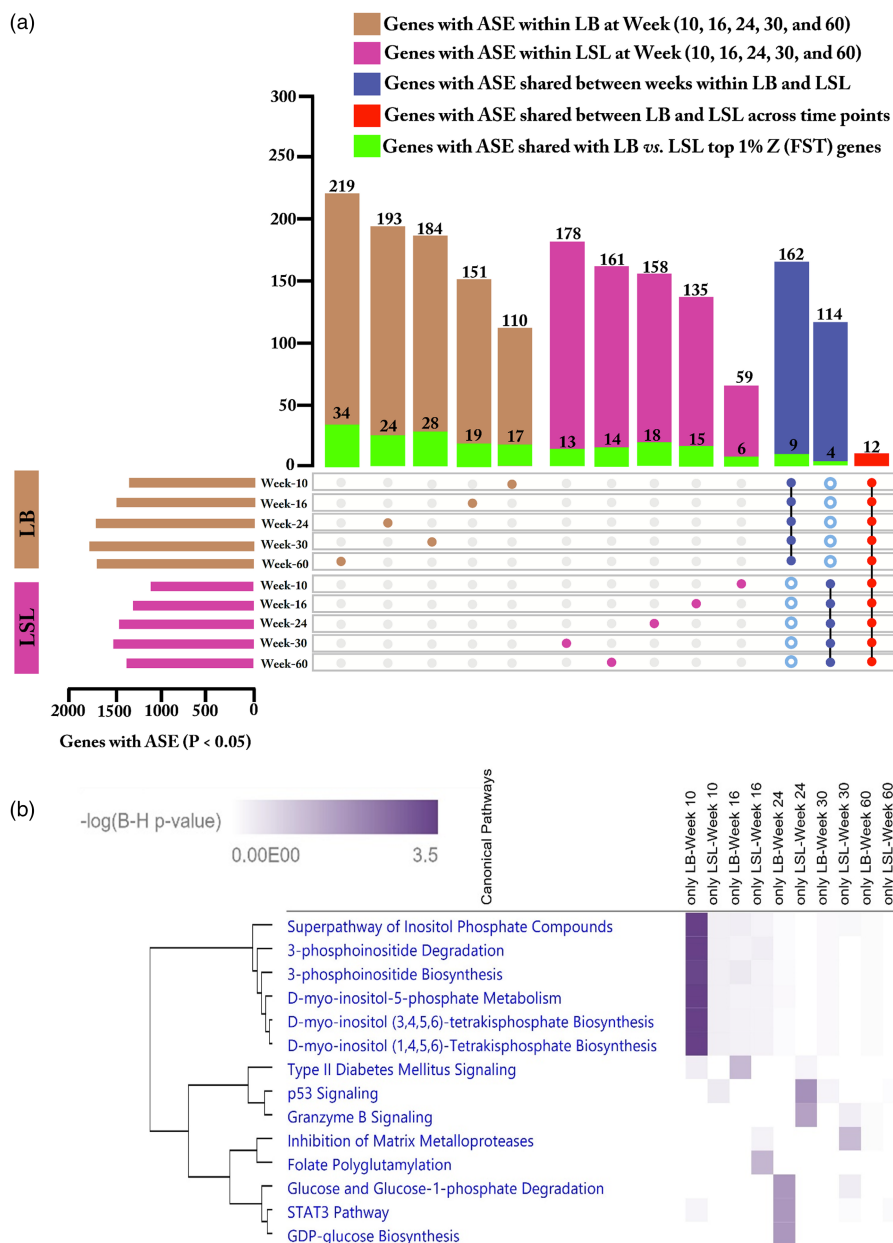 (a)
Genes with ASE within LB at Week (10, 16, 24, 30, and 60)
Genes with ASE within LSL at Week (10, 16, 24, 30, and 60)
Genes with ASE shared between weeks within LB and LSL
Genes with ASE shared between LB and LSL across time points
Genes with ASE shared with LB vs. LSL top 1% Z (FST) genes
300
250
200
150
100
50
0
219
193
184
151
110
178
161
158
135
59
162
114
12
34
24
28
19
17
13
14
18
15
6
9
4
LB
Week-10
Week-16
Week-24
Week-30
Week-60
LSL
Week-10
Week-16
Week-24
Week-30
Week-60
2000 1500 1000 500 0
Genes with ASE (P < 0.05)
(b)
-log(B-H p-value)
0.00E00 3.5
Canonical Pathways
only LB-Week 10
only LSL-Week 10
only LB-Week 16
only LSL-Week 16
only LB-Week 24
only LSL-Week 24
only LB-Week 30
only LSL-Week 30
only LB-Week 60
only LSL-Week 60
Superpathway of Inositol Phosphate Compounds
3-phosphoinositide Degradation
3-phosphoinositide Biosynthesis
D-myo-inositol-5-phosphate Metabolism
D-myo-inositol (3,4,5,6)-tetrakisphosphate Biosynthesis
D-myo-inositol (1,4,5,6)-Tetrakisphosphate Biosynthesis
Type II Diabetes Mellitus Signaling
p53 Signaling
Granzyme B Signaling
Inhibition of Matrix Metalloproteases
Folate Polyglutamylation
Glucose and Glucose-1-phosphate Degradation
STAT3 Pathway
GDP-glucose Biosynthesis